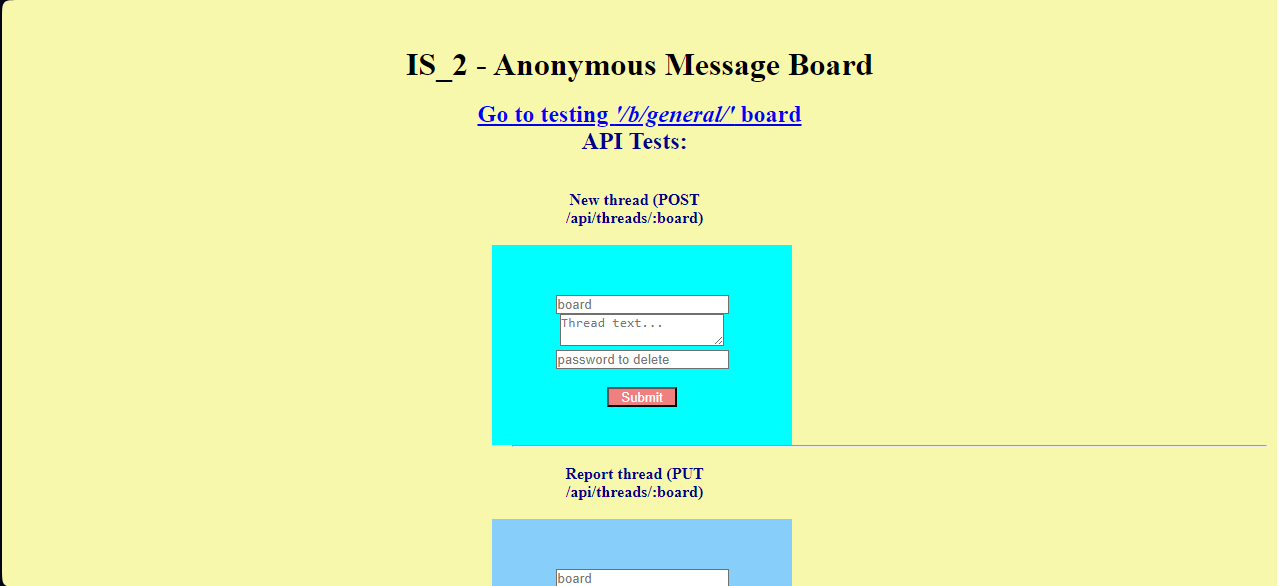 IS_2 - Anonymous Message Board
Go to testing '/b/general/' board
API Tests:
New thread (POST
/api/threads/:board)
board
Thread text...
password to delete
Submit
Report thread (PUT
/api/threads/:board)
board